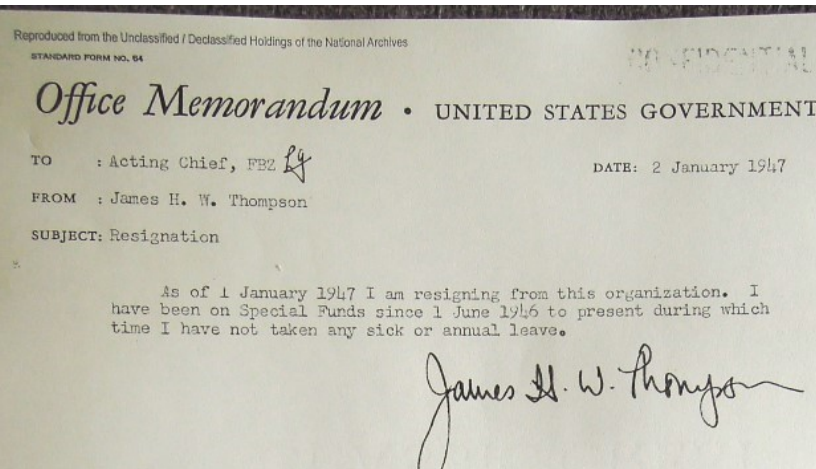 Reproduced from the Unclassified / Declassified Holdings of the National Archives
STANDARD FORM NO. 64
CONFIDENTIAL
Office Memorandum • UNITED STATES GOVERNMENT
TO : Acting Chief, FBZ
DATE: 2 January 1947
FROM : James H. W. Thompson
SUBJECT: Resignation
As of 1 January 1947 I am resigning from this organization. I
have been on Special Funds since 1 June 1946 to present during which
time I have not taken any sick or annual leave.
James H. W. Thompson